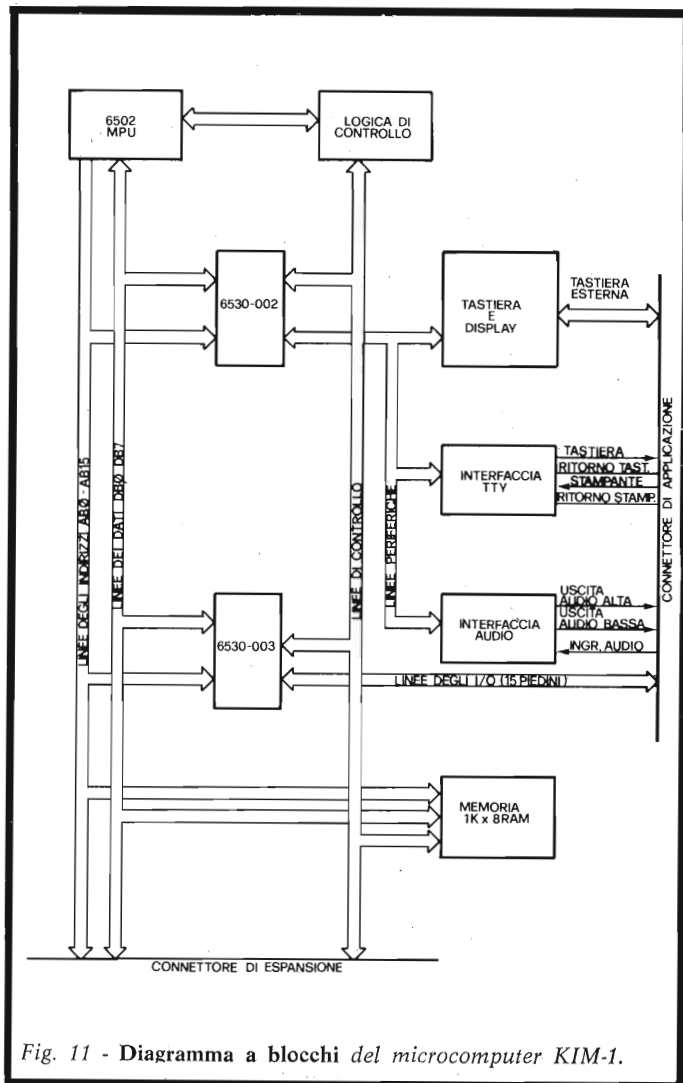 6502
MPU
LOGICA DI
CONTROLLO
6530-002
TASTIERA
E
DISPLAY
TASTIERA
ESTERNA
CONNETTORE DI APPLICAZIONE
LINEE DEGLI INDIRIZZI AB0 - AB15
LINEE DEI DATI DB0 DB7
LINEE DI CONTROLLO
LINEE PERIFERICHE
INTERFACCIA
TTY
TASTIERA
RITORNO TAST.
STAMPANTE
RITORNO STAMP.
6530-003
INTERFACCIA
AUDIO
USCITA
AUDIO ALTA
USCITA
AUDIO BASSA
INGR. AUDIO
LINEE DEGLI I/O (15 PIEDINI)
MEMORIA
1K x 8RAM
CONNETTORE DI ESPANSIONE
Fig. 11 - Diagramma a blocchi del microcomputer KIM-1.